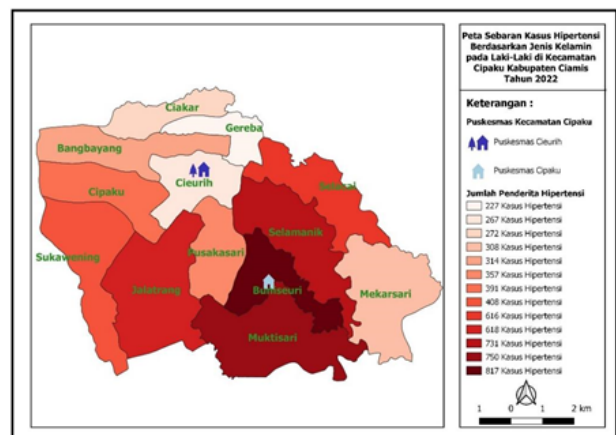 Peta Sebaran Kasus Hipertensi
Berdasarkan Jenis Kelamin
pada Laki-Laki di Kecamatan
Cipaku Kabupaten Ciamis
Tahun 2022
Keterangan :
Puskesmas Kecamatan Cipaku
Puskesmas Cieurih
Puskesmas Cipaku
Jumlah Penderita Hipertensi
227 Kasus Hipertensi
267 Kasus Hipertensi
272 Kasus Hipertensi
308 Kasus Hipertensi
314 Kasus Hipertensi
357 Kasus Hipertensi
391 Kasus Hipertensi
408 Kasus Hipertensi
616 Kasus Hipertensi
618 Kasus Hipertensi
731 Kasus Hipertensi
750 Kasus Hipertensi
817 Kasus Hipertensi
1 0 1 2 km
Ciakar
Gereba
Bangbayang
Cieurih
Cipaku
Selamanik
Sukawening
Pusakasari
Jalatrang
Buniseuri
Mekarsari
Muktisari